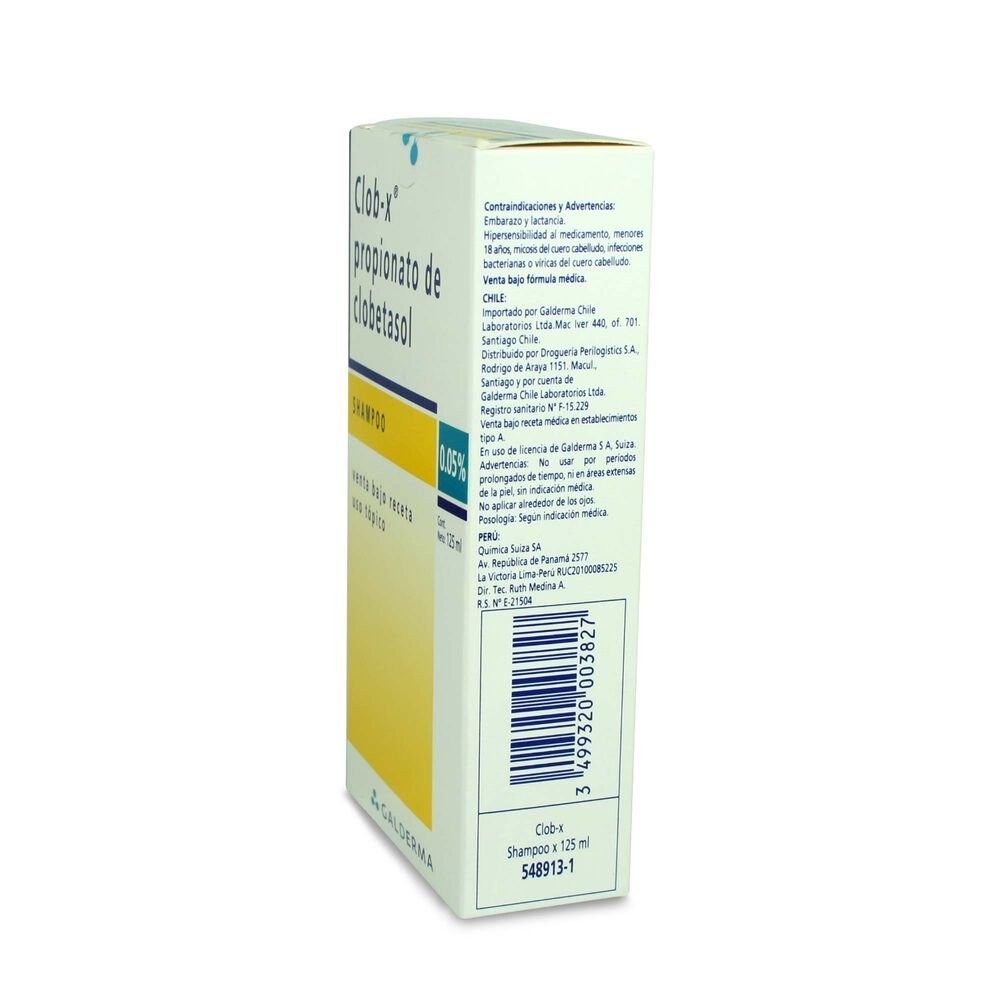 Clob-x®
propionato de
clobetasol
SHAMPOO
0.05%
venta bajo receta
uso tópico
Cont.
Neto: 125 ml
GALDERMA
Contraindicaciones y Advertencias:
Embarazo y lactancia.
Hipersensibilidad al medicamento, menores
18 años, micosis del cuero cabelludo, infecciones
bacterianas o víricas del cuero cabelludo.
Venta bajo fórmula médica.
CHILE:
Importado por Galderma Chile
Laboratorios Ltda.Mac Iver 440, of. 701.
Santiago Chile.
Distribuido por Droguería Perilogistics S.A.,
Rodrigo de Araya 1151. Macul.,
Santiago y por cuenta de
Galderma Chile Laboratorios Ltda.
Registro sanitario N° F-15.229
Venta bajo receta médica en establecimientos
tipo A.
En uso de licencia de Galderma S A, Suiza.
Advertencias: No usar por períodos
prolongados de tiempo, ni en áreas extensas
de la piel, sin indicación médica.
No aplicar alrededor de los ojos.
Posología: Según indicación médica.
PERÚ:
Quimica Suiza SA
Av. República de Panamá 2577
La Victoria Lima-Perú RUC20100085225
Dir. Tec. Ruth Medina A.
R.S. N° E-21504
3 499320 003827
Clob-x
Shampoo x 125 ml
548913-1